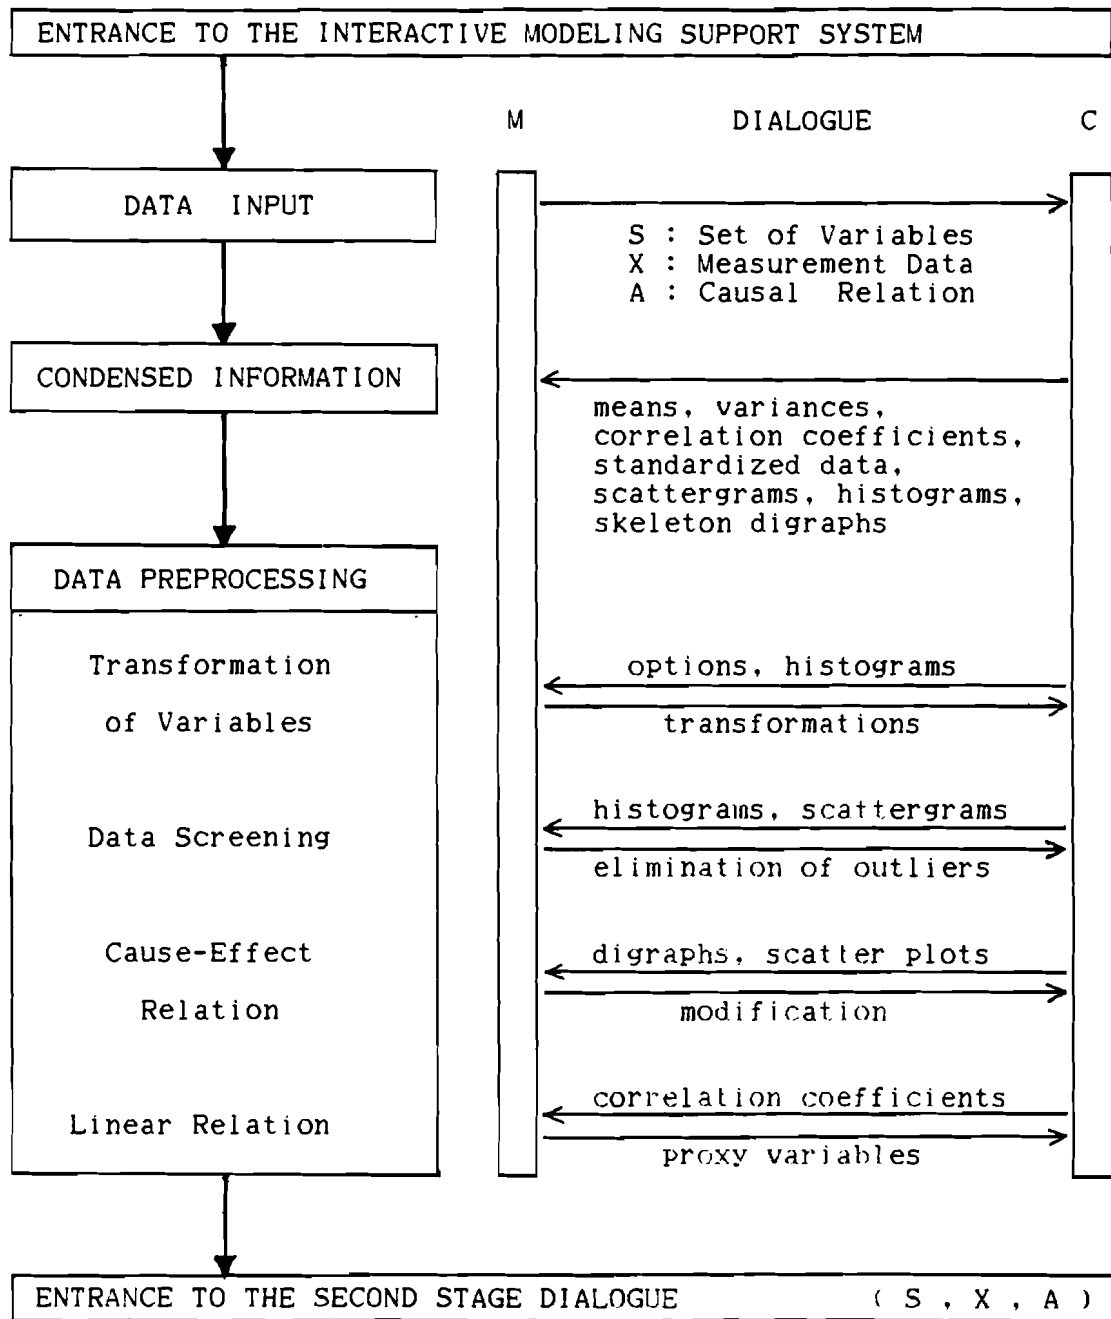 ENTRANCE TO THE INTERACTIVE MODELING SUPPORT SYSTEM
M DIALOGUE C
DATA INPUT
S : Set of Variables
X : Measurement Data
A : Causal Relation
CONDENSED INFORMATION
means, variances,
correlation coefficients,
standardized data,
scattergrams, histograms,
skeleton digraphs
DATA PREPROCESSING
Transformation
of Variables
options, histograms
transformations
Data Screening
histograms, scattergrams
elimination of outliers
Cause-Effect
Relation
digraphs, scatter plots
modification
Linear Relation
correlation coefficients
proxy variables
ENTRANCE TO THE SECOND STAGE DIALOGUE ( S , X , A )